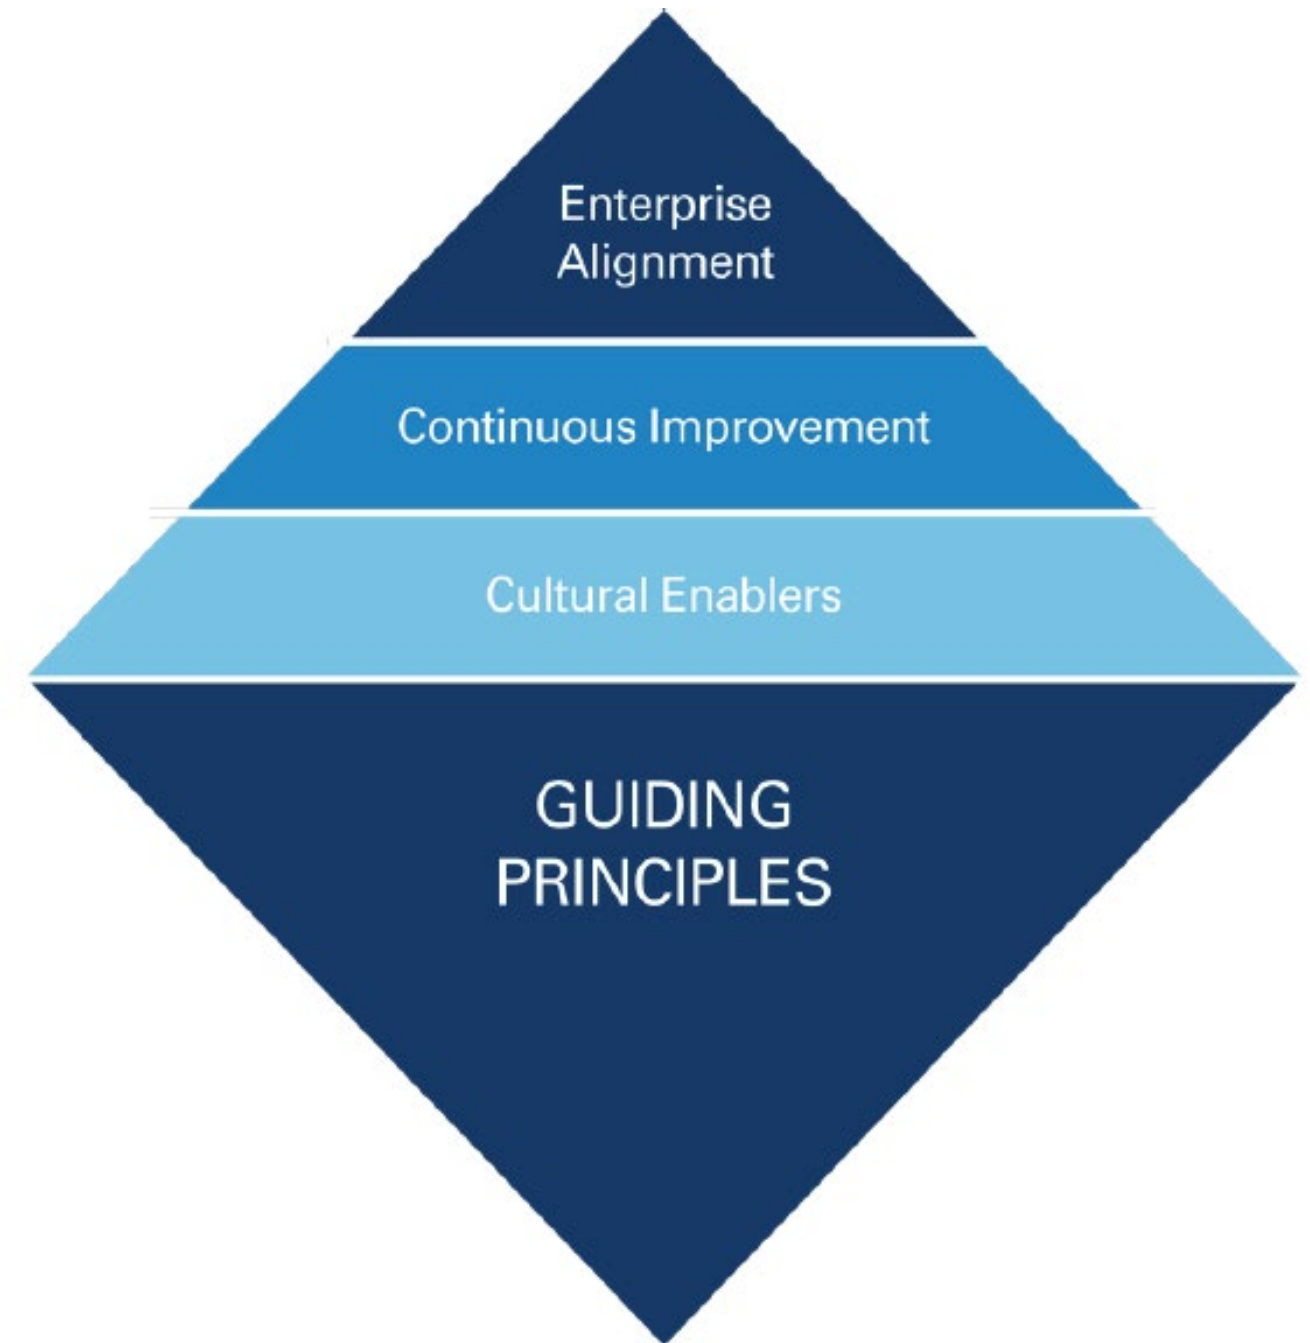 Enterprise
Alignment
Continuous Improvement
Cultural Enablers
GUIDING
PRINCIPLES